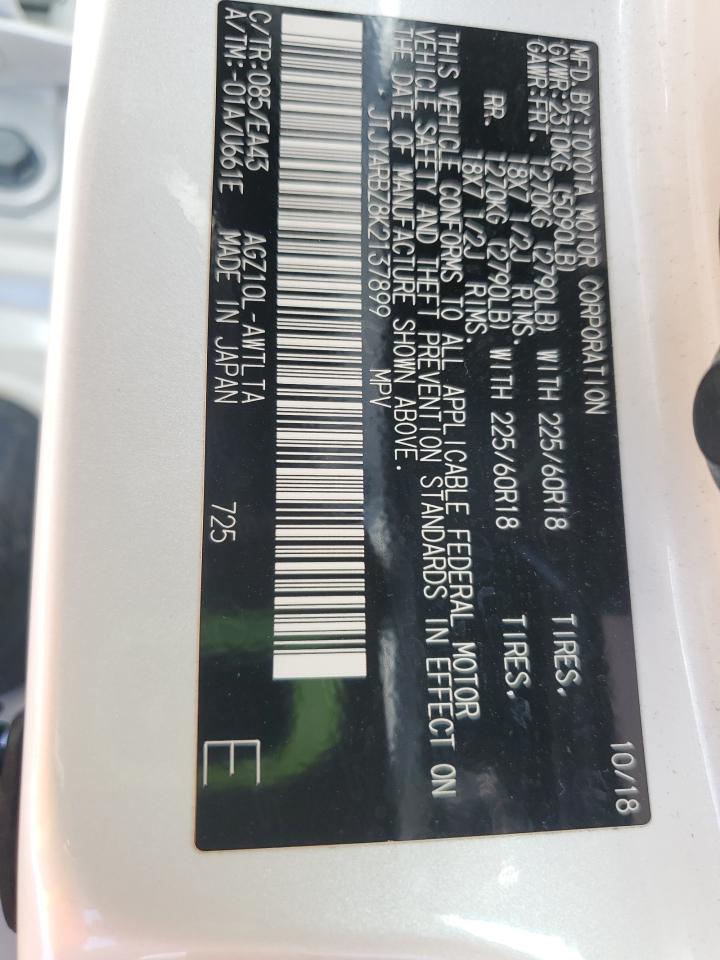 MFD.BY:TOYOTA MOTOR CORPORATION 10/18
GVWR:2310KG (5090LB)
GAWR:FRT 1270KG (2790LB) WITH 225/60R18 TIRES,
18X7 1/2J RIMS.
RR. 1270KG (2790LB) WITH 225/60R18 TIRES,
18X7 1/2J RIMS.
THIS VEHICLE CONFORMS TO ALL APPLICABLE FEDERAL MOTOR
VEHICLE SAFETY AND THEFT PREVENTION STANDARDS IN EFFECT ON
THE DATE OF MANUFACTURE SHOWN ABOVE.
JTJYARBZ8K2137899 MPV
C/TR:085/EA43 AGZ10L-AWTLTA E
A/TM:-01A/U661E MADE IN JAPAN 725